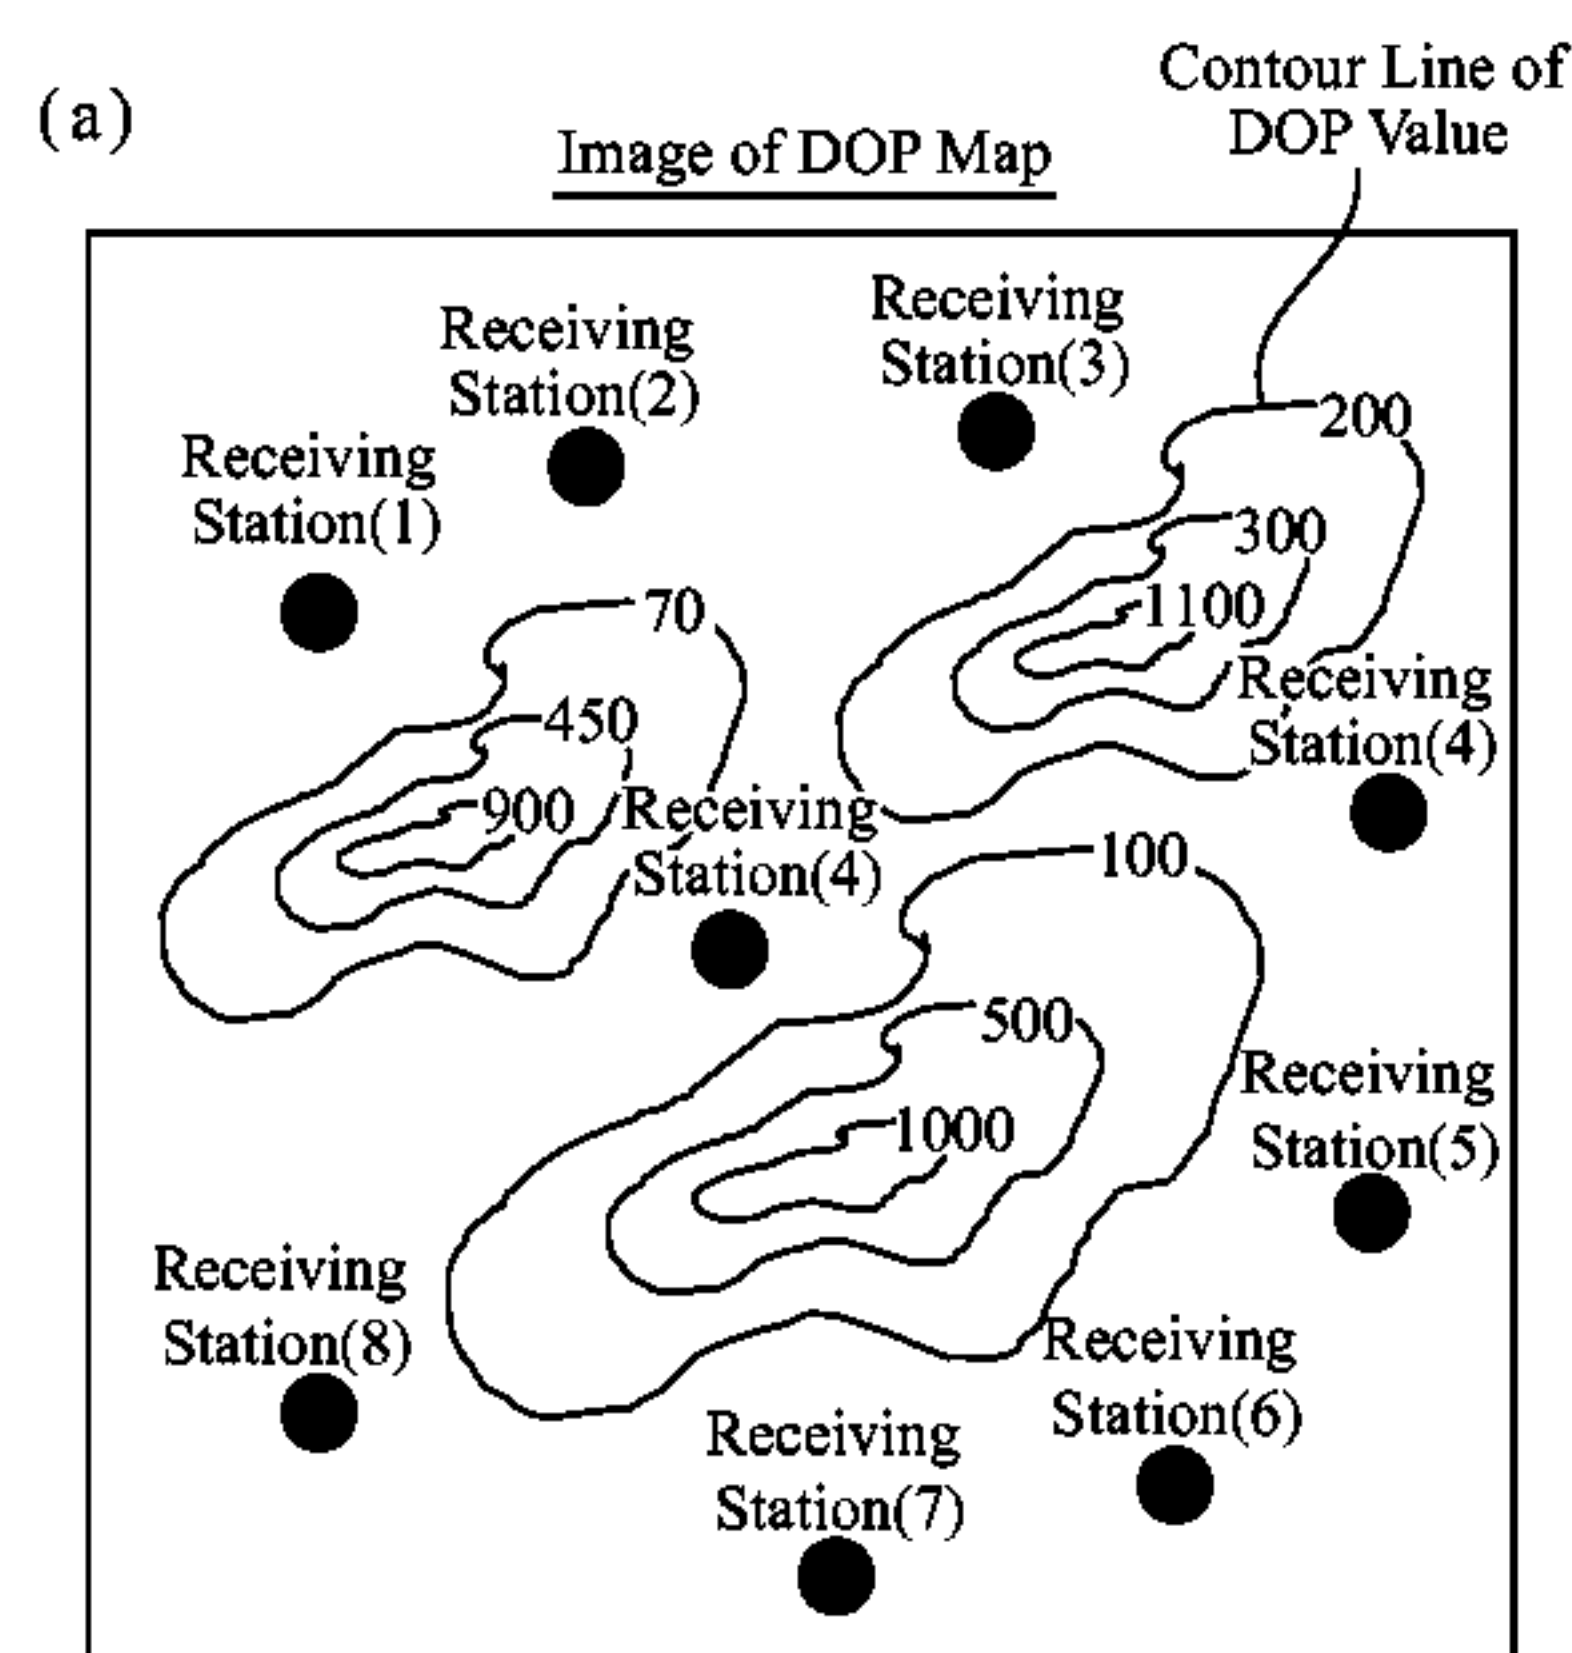 (a)
Image of DOP Map
Contour Line of
DOP Value
Receiving
Station(1)
Receiving
Station(2)
Receiving
Station(3)
200
300
1100
Receiving
Station(4)
70
450
900
Receiving
Station(4)
100
500
1000
Receiving
Station(5)
Receiving
Station(6)
Receiving
Station(7)
Receiving
Station(8)